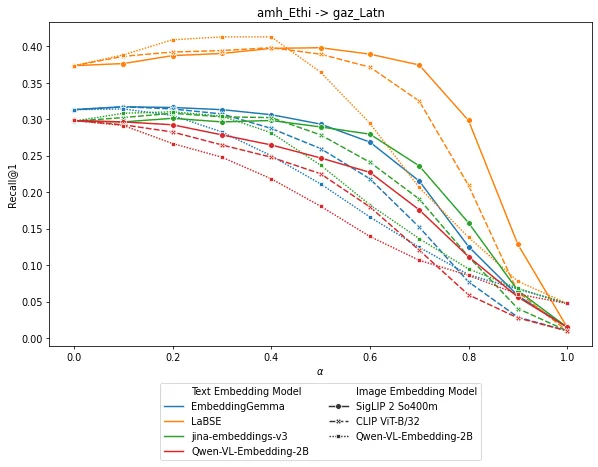 amh_Ethi -> gaz_Latn
Recall@1
0.40
0.35
0.30
0.25
0.20
0.15
0.10
0.05
0.00
0.0 0.2 0.4 0.6 0.8 1.0
α
Text Embedding Model Image Embedding Model
EmbeddingGemma SigLIP 2 So400m
LaBSE CLIP ViT-B/32
jina-embeddings-v3 Qwen-VL-Embedding-2B
Qwen-VL-Embedding-2B